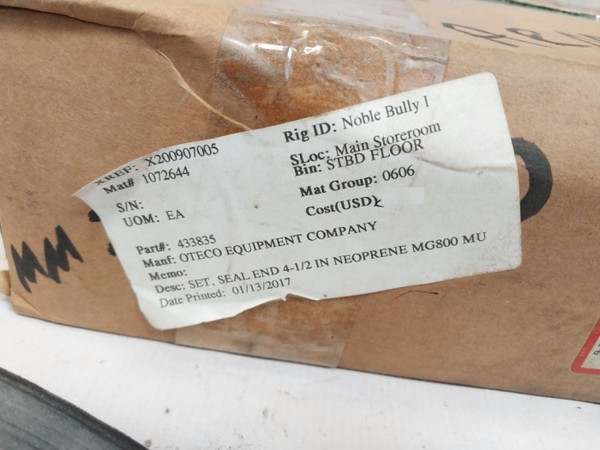 XREF: X200907005
Mat# 1072644
S/N:
UOM: EA
Rig ID: Noble Bully I
SLoc: Main Storeroom
Bin: STBD FLOOR
Mat Group: 0606
Cost(USD)
Part#: 433835
Manf: OTECO EQUIPMENT COMPANY
Memo:
Desc: SET, SEAL END 4-1/2 IN NEOPRENE MG800 MU
Date Printed: 01/13/2017
MM